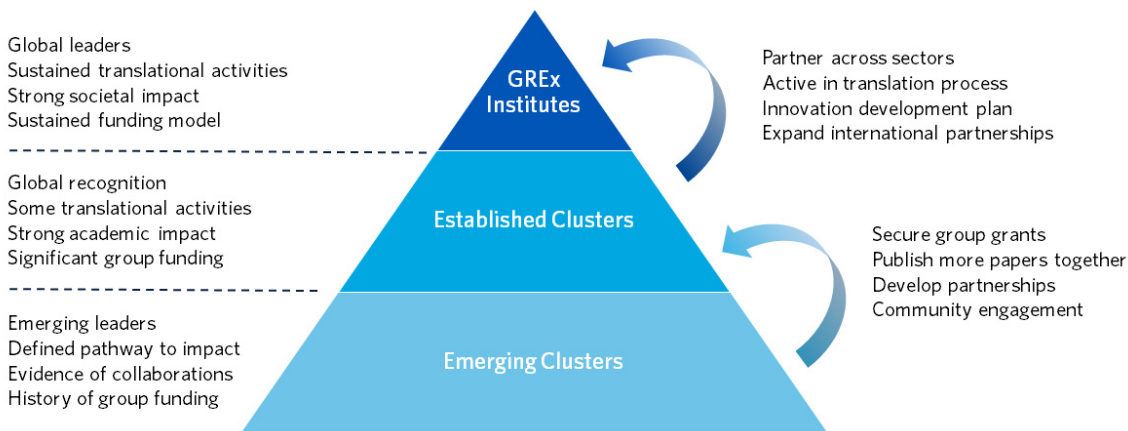 Global leaders
Sustained translational activities
Strong societal impact
Sustained funding model
GREx
Institutes
Partner across sectors
Active in translation process
Innovation development plan
Expand international partnerships
Global recognition
Some translational activities
Strong academic impact
Significant group funding
Established Clusters
Secure group grants
Publish more papers together
Develop partnerships
Community engagement
Emerging leaders
Defined pathway to impact
Evidence of collaborations
History of group funding
Emerging Clusters